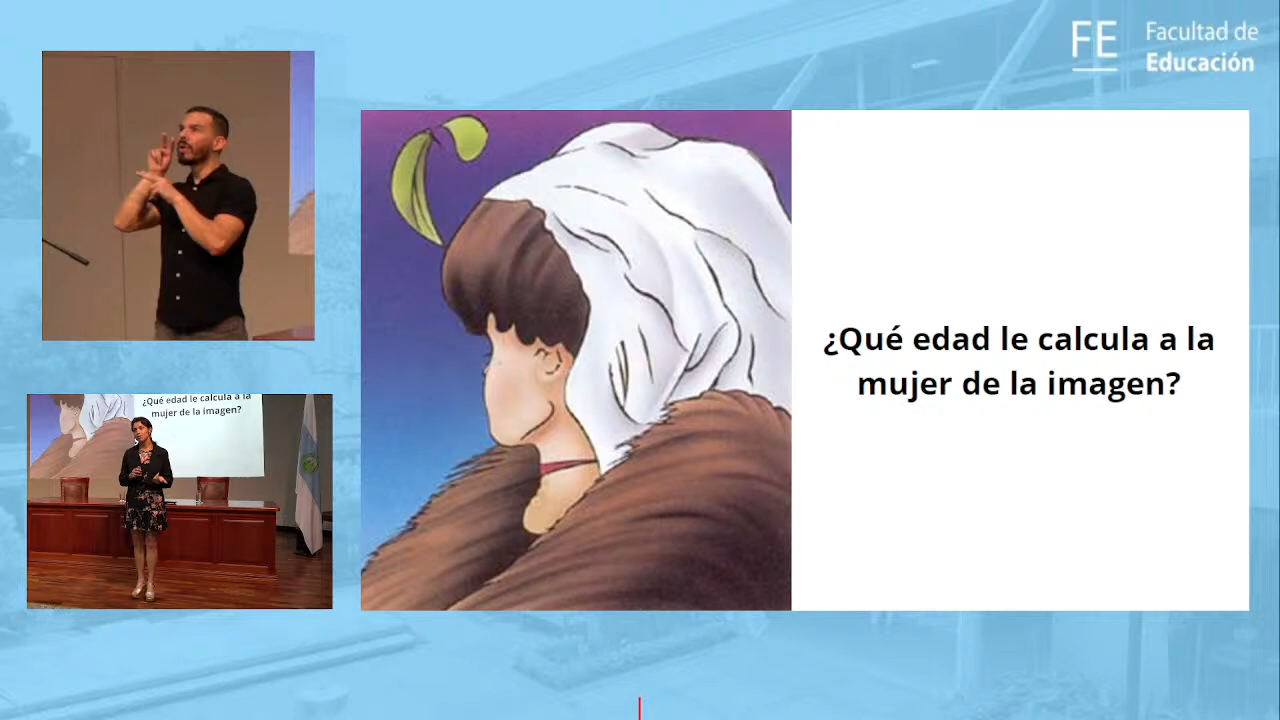 FE
Facultad de
Educación
¿Qué edad le calcula a la
mujer de la imagen?
¿Qué edad le calcula a la
mujer de la imagen?